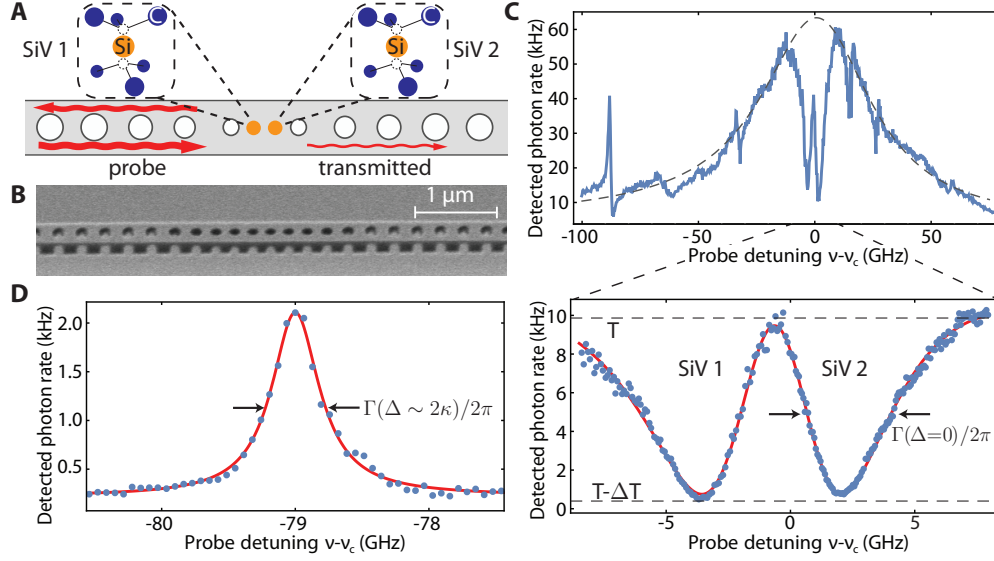 A
SiV 1
Si
Si
SiV 2
probe
transmitted
B
1 μm
C
Detected photon rate (kHz)
60
50
40
30
20
10
-100
-50
0
50
Probe detuning ν-νc (GHz)
D
Detected photon rate (kHz)
2.0
1.5
1.0
0.5
Γ(Δ ∼ 2κ)/2π
-80
-79
-78
Probe detuning ν-νc (GHz)
Detected photon rate (kHz)
10
8
6
4
2
0
T
SiV 1
SiV 2
Γ(Δ=0)/2π
T-ΔT
-5
0
5
Probe detuning ν-νc (GHz)